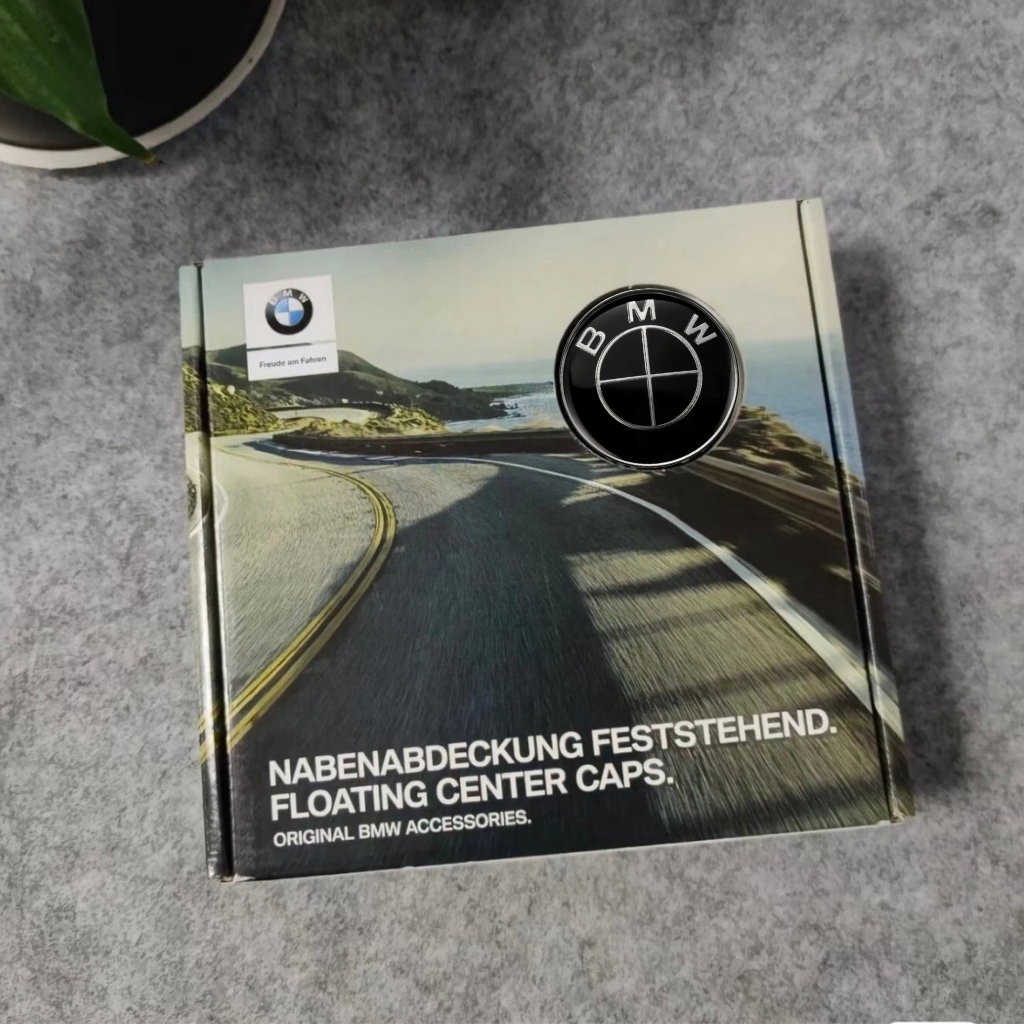 BMW
Freude am Fahren
BMW
NABENABDECKUNG FESTSTEHEND.
FLOATING CENTER CAPS.
ORIGINAL BMW ACCESSORIES.